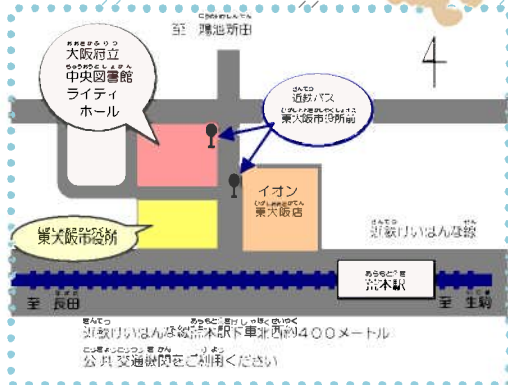 至 鴻池新田
大阪府立
中央図書館
ライティ
ホール
近鉄バス
東大阪市役所前
イオン
東大阪店
東大阪市役所
近鉄けいはんな線
荒本駅
至 長田
至 生駒
近鉄けいはんな線荒本駅下車北西約400メートル
公共交通機関をご利用ください